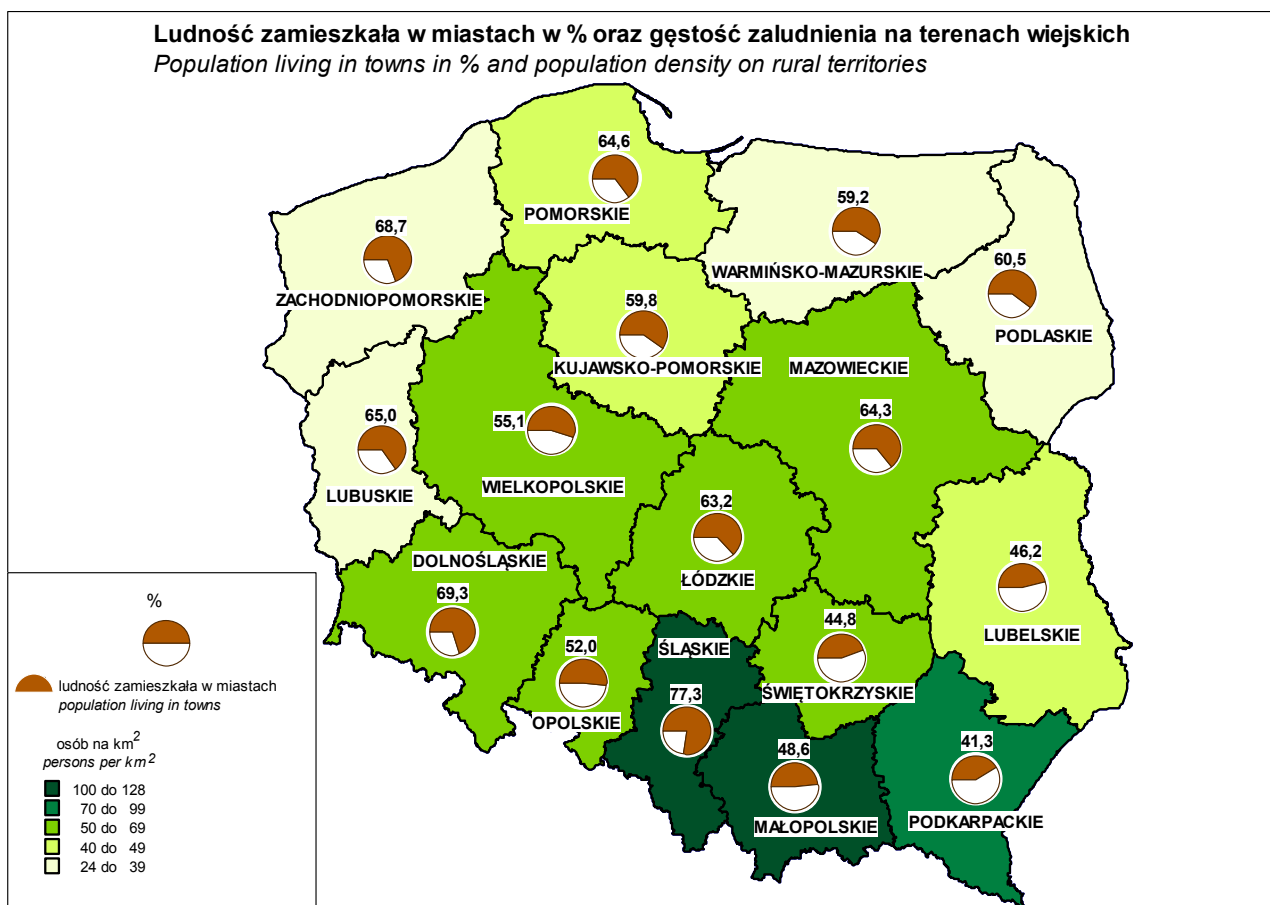 Ludność zamieszkała w miastach w % oraz gęstość zaludnienia na terenach wiejskich
Population living in towns in % and population density on rural territories
64,6
POMORSKIE
59,2
WARMIŃSKO-MAZURSKIE
68,7
ZACHODNIOPOMORSKIE
60,5
PODLASKIE
59,8
KUJAWSKO-POMORSKIE
MAZOWIECKIE
64,3
65,0
LUBUSKIE
55,1
WIELKOPOLSKIE
63,2
ŁÓDZKIE
DOLNOŚLĄSKIE
69,3
46,2
LUBELSKIE
52,0
OPOLSKIE
ŚLĄSKIE
77,3
44,8
ŚWIĘTOKRZYSKIE
48,6
MAŁOPOLSKIE
41,3
PODKARPACKIE
%
ludność zamieszkała w miastach
population living in towns
osób na km²
persons per km²
100 do 128
70 do 99
50 do 69
40 do 49
24 do 39